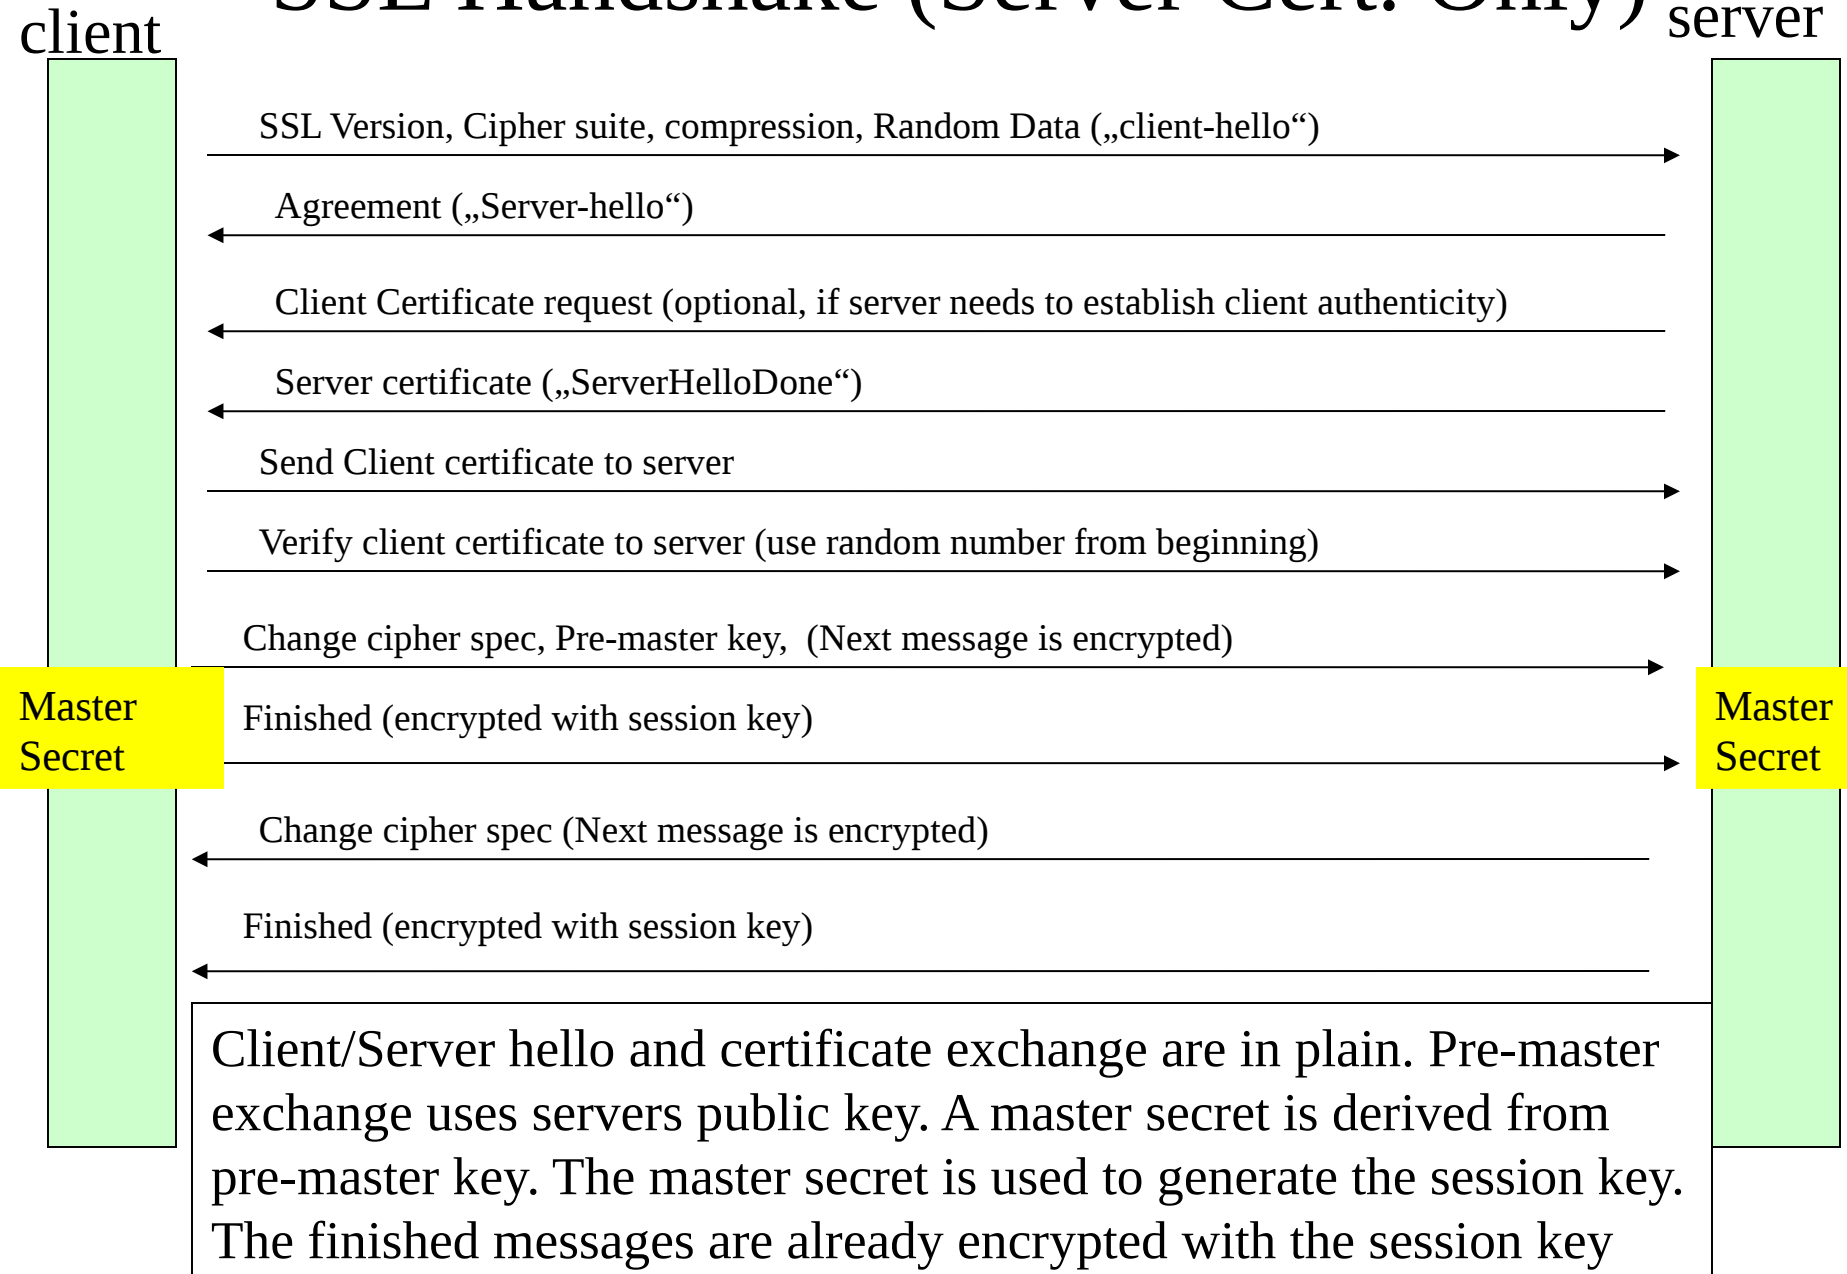 SSL Handshake (Server Cert. Only)
client
server
SSL Version, Cipher suite, compression, Random Data („client-hello“)
Agreement („Server-hello“)
Client Certificate request (optional, if server needs to establish client authenticity)
Server certificate („ServerHelloDone“)
Send Client certificate to server
Verify client certificate to server (use random number from beginning)
Change cipher spec, Pre-master key,  (Next message is encrypted)
Master
Secret
Finished (encrypted with session key)
Master
Secret
Change cipher spec (Next message is encrypted)
Finished (encrypted with session key)
Client/Server hello and certificate exchange are in plain. Pre-master
exchange uses servers public key. A master secret is derived from
pre-master key. The master secret is used to generate the session key.
The finished messages are already encrypted with the session key